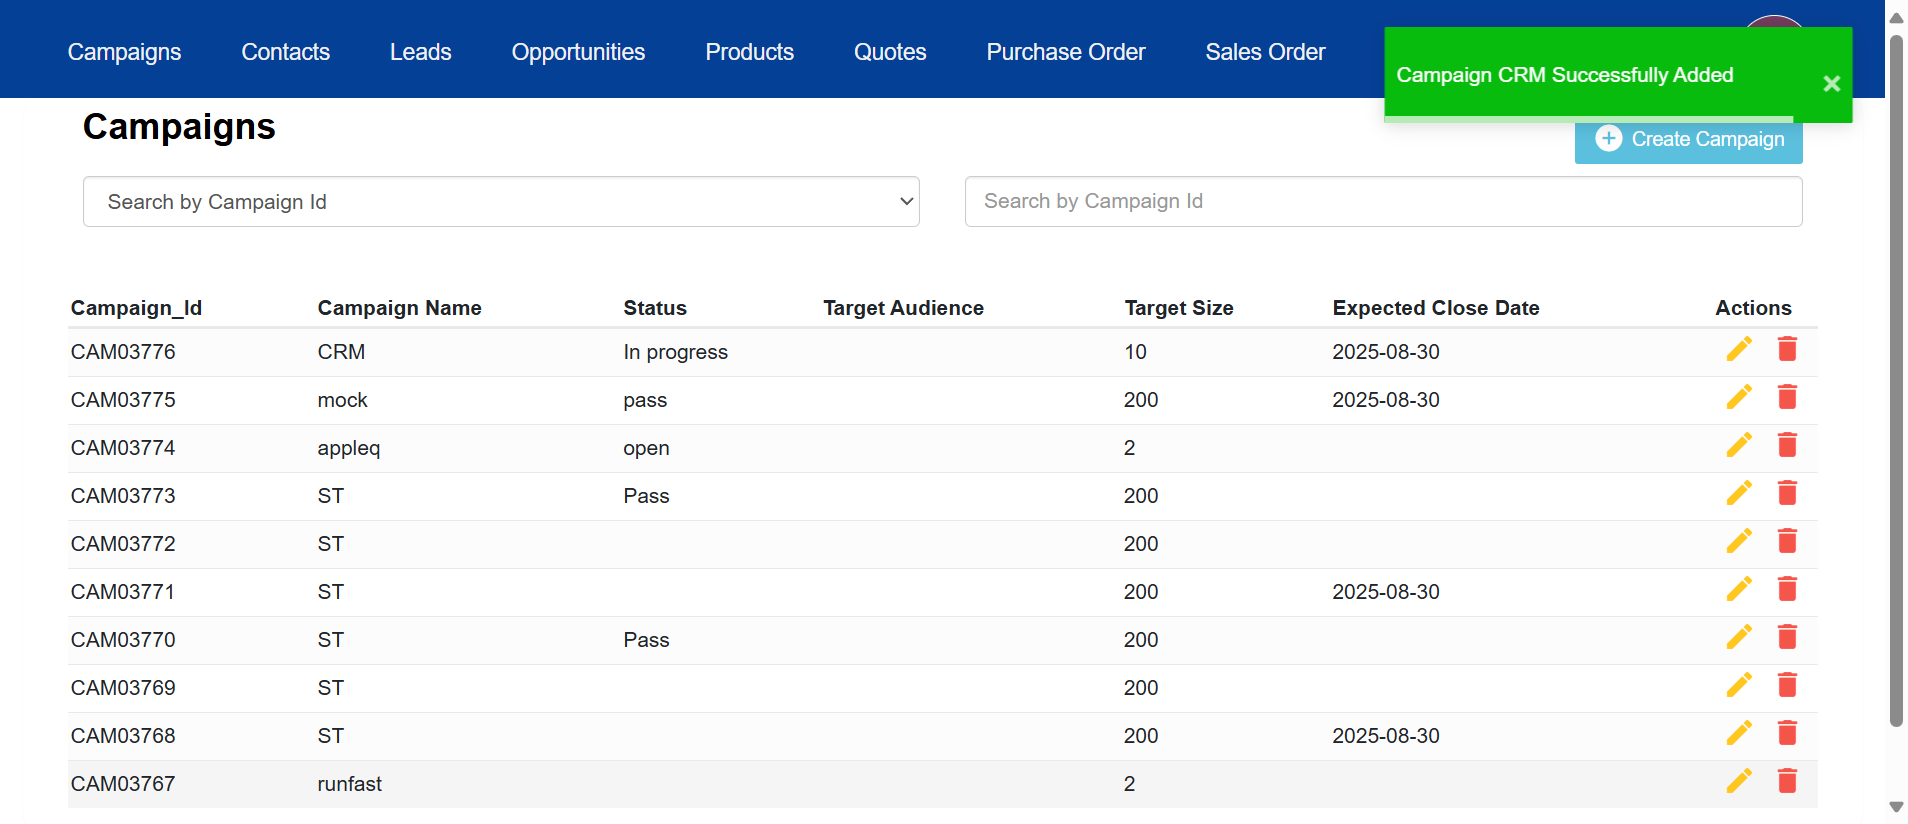 Campaigns Contacts Leads Opportunities Products Quotes Purchase Order Sales Order
Campaign CRM Successfully Added ×
Campaigns
Create Campaign
Search by Campaign Id Search by Campaign Id
Campaign_Id Campaign Name Status Target Audience Target Size Expected Close Date Actions
CAM03776 CRM In progress 10 2025-08-30
CAM03775 mock pass 200 2025-08-30
CAM03774 appleq open 2
CAM03773 ST Pass 200
CAM03772 ST 200
CAM03771 ST 200 2025-08-30
CAM03770 ST Pass 200
CAM03769 ST 200
CAM03768 ST 200 2025-08-30
CAM03767 runfast 2